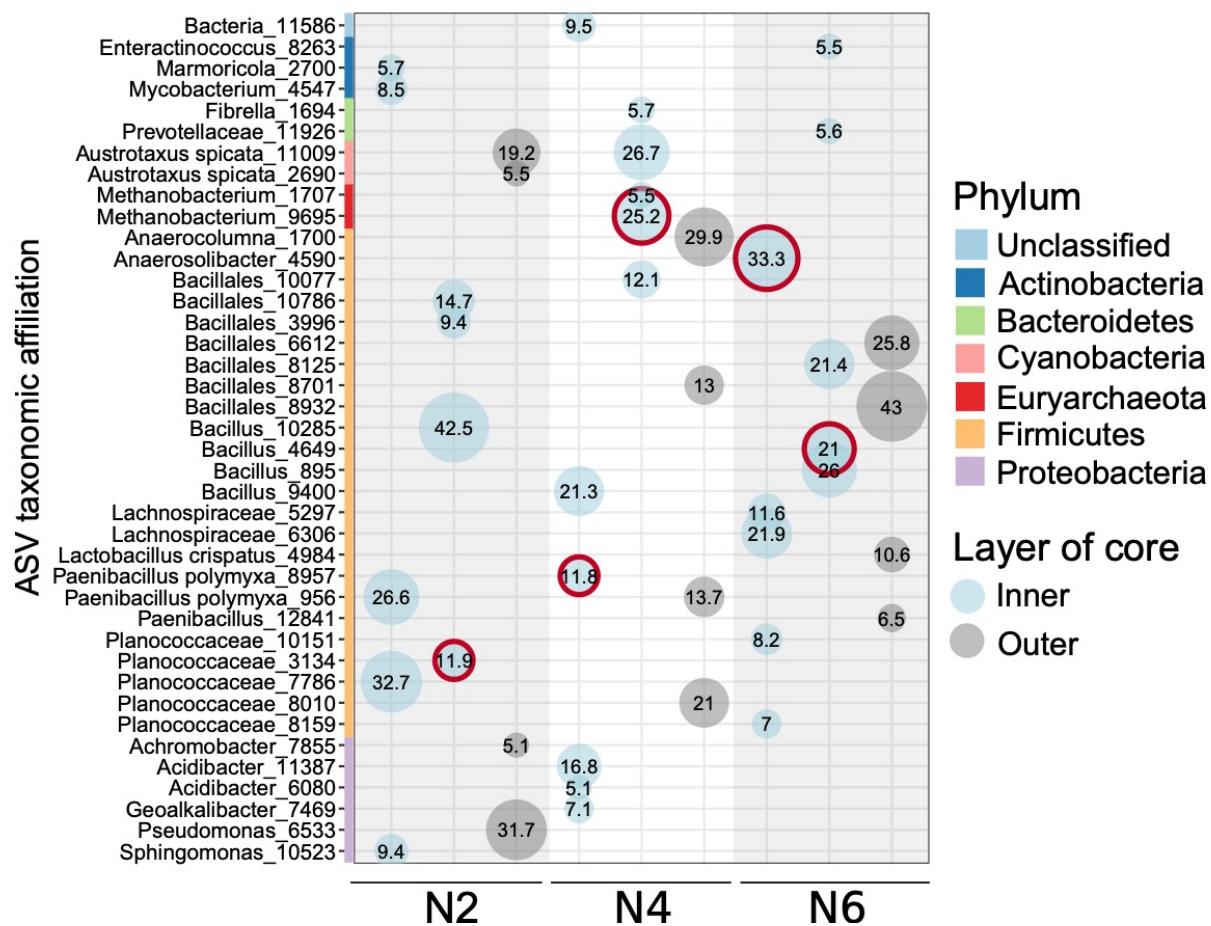 Bacteria_11586 9.5
Enteractinococcus_8263 5.5
Marmoricola_2700 5.7
Mycobacterium_4547 8.5
Fibrella_1694 5.7
Prevotellaceae_11926 5.6
Austrotaxus spicata_11009 19.2 26.7
Austrotaxus spicata_2690 5.5
Methanobacterium_1707 5.5
Methanobacterium_9695 25.2
Anaerocolumna_1700 29.9
Anaerosolibacter_4590 33.3
Bacillales_10077 12.1
Bacillales_10786 14.7
Bacillales_3996 9.4
Bacillales_6612 25.8
Bacillales_8125 21.4
Bacillales_8701 13
Bacillales_8932 43
Bacillus_10285 42.5
Bacillus_4649 21
Bacillus_895 26
Bacillus_9400 21.3
Lachnospiraceae_5297 11.6
Lachnospiraceae_6306 21.9
Lactobacillus crispatus_4984 10.6
Paenibacillus polymyxa_8957 11.8
Paenibacillus polymyxa_956 26.6 13.7
Paenibacillus_12841 6.5
Planococcaceae_10151 8.2
Planococcaceae_3134 11.9
Planococcaceae_7786 32.7
Planococcaceae_8010 21
Planococcaceae_8159 7
Achromobacter_7855 5.1
Acidibacter_11387 16.8
Acidibacter_6080 5.1
Geoalkalibacter_7469 7.1
Pseudomonas_6533 31.7
Sphingomonas_10523 9.4
ASV taxonomic affiliation
N2 N4 N6
Phylum
Unclassified
Actinobacteria
Bacteroidetes
Cyanobacteria
Euryarchaeota
Firmicutes
Proteobacteria
Layer of core
Inner
Outer